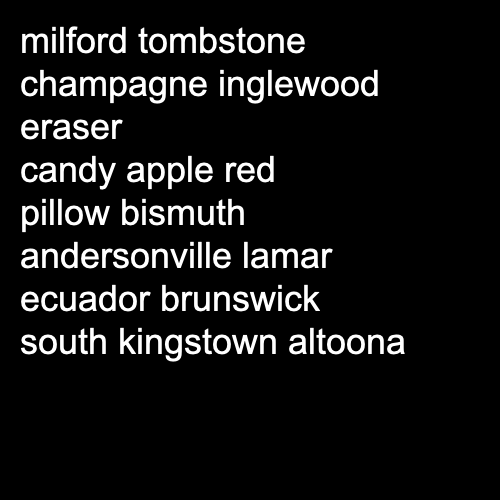 milford tombstone
champagne inglewood
eraser
candy apple red
pillow bismuth
andersonville lamar
ecuador brunswick
south kingstown altoona